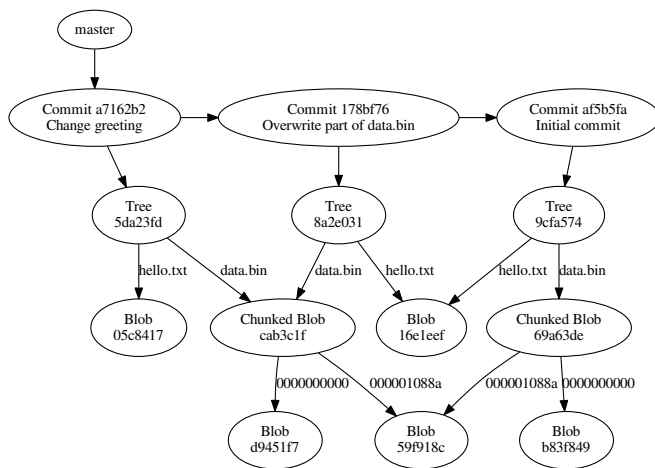 master
Commit a7162b2
Change greeting
Commit 178bf76
Overwrite part of data.bin
Commit af5b5fa
Initial commit
Tree
5da23fd
Tree
8a2e031
Tree
9cfa574
hello.txt
data.bin
data.bin
hello.txt
hello.txt
data.bin
Blob
05c8417
Chunked Blob
cab3c1f
Blob
16e1eef
Chunked Blob
69a63de
0000000000
000001088a
000001088a
0000000000
Blob
d9451f7
Blob
59f918c
Blob
b83f849